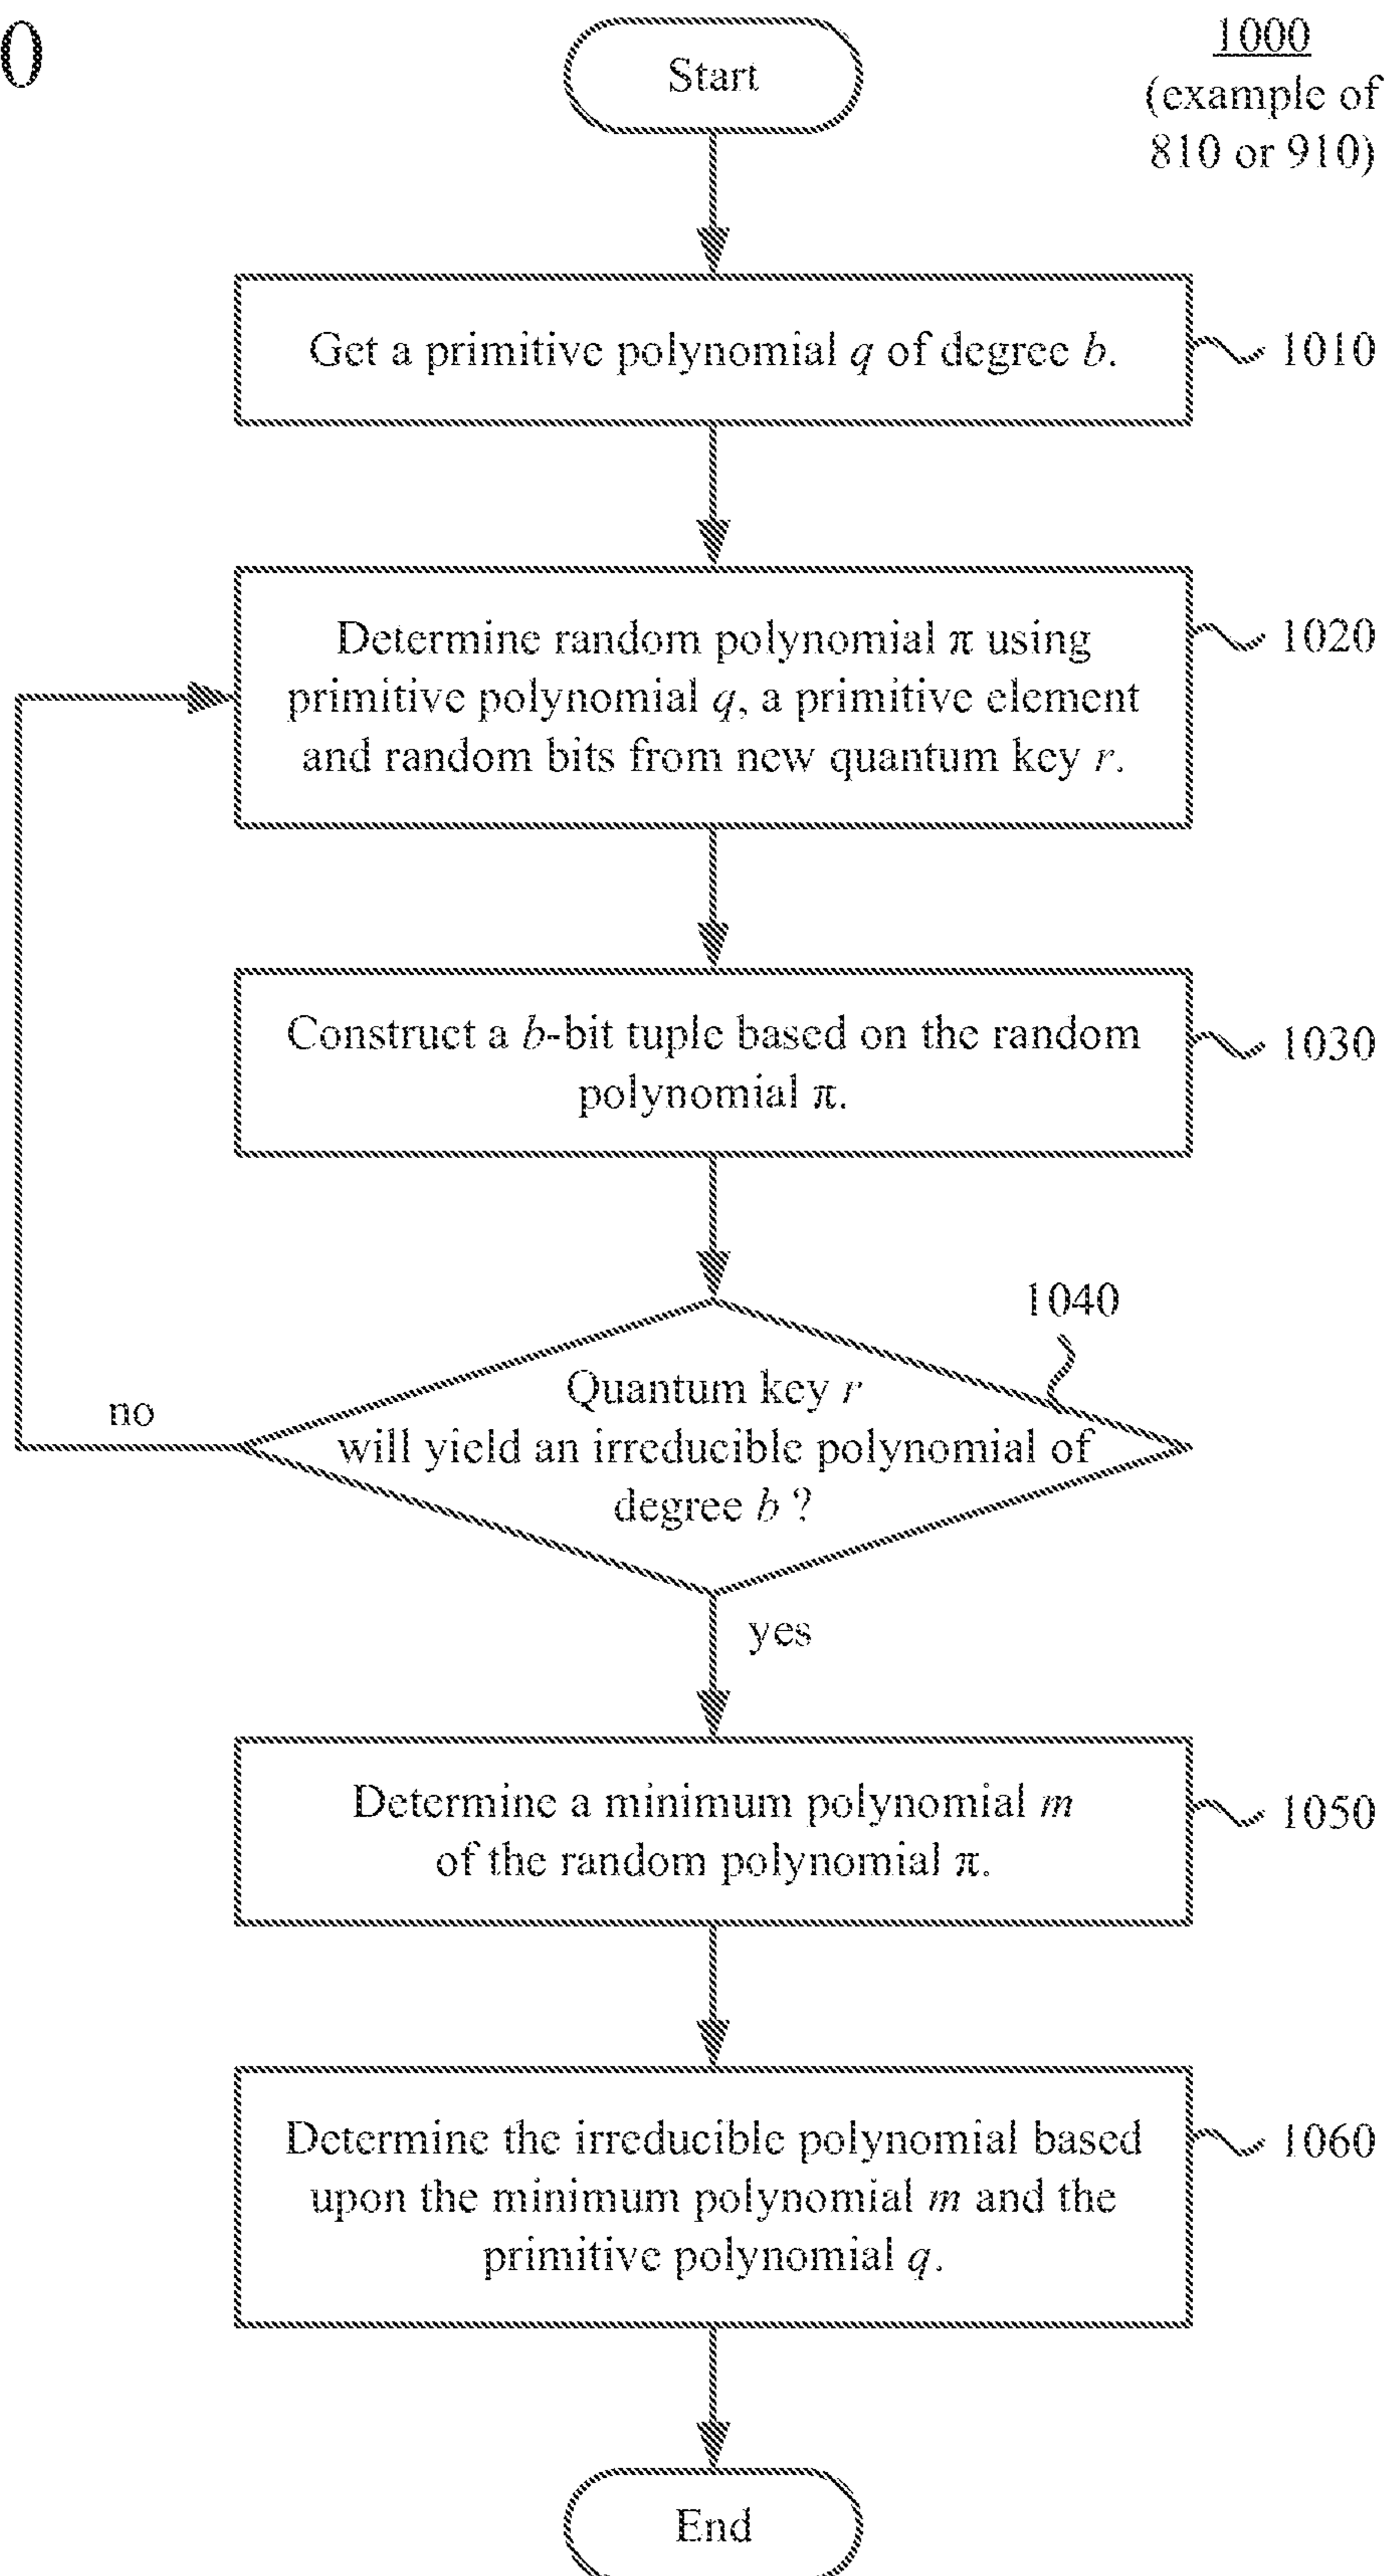 0
1000
(example of
810 or 910)
Start
Get a primitive polynomial q of degree b.
1010
Determine random polynomial π using
primitive polynomial q, a primitive element
and random bits from new quantum key r.
1020
Construct a b-bit tuple based on the random
polynomial π.
1030
1040
Quantum key r
will yield an irreducible polynomial of
degree b ?
no
yes
Determine a minimum polynomial m
of the random polynomial π.
1050
Determine the irreducible polynomial based
upon the minimum polynomial m and the
primitive polynomial q.
1060
End